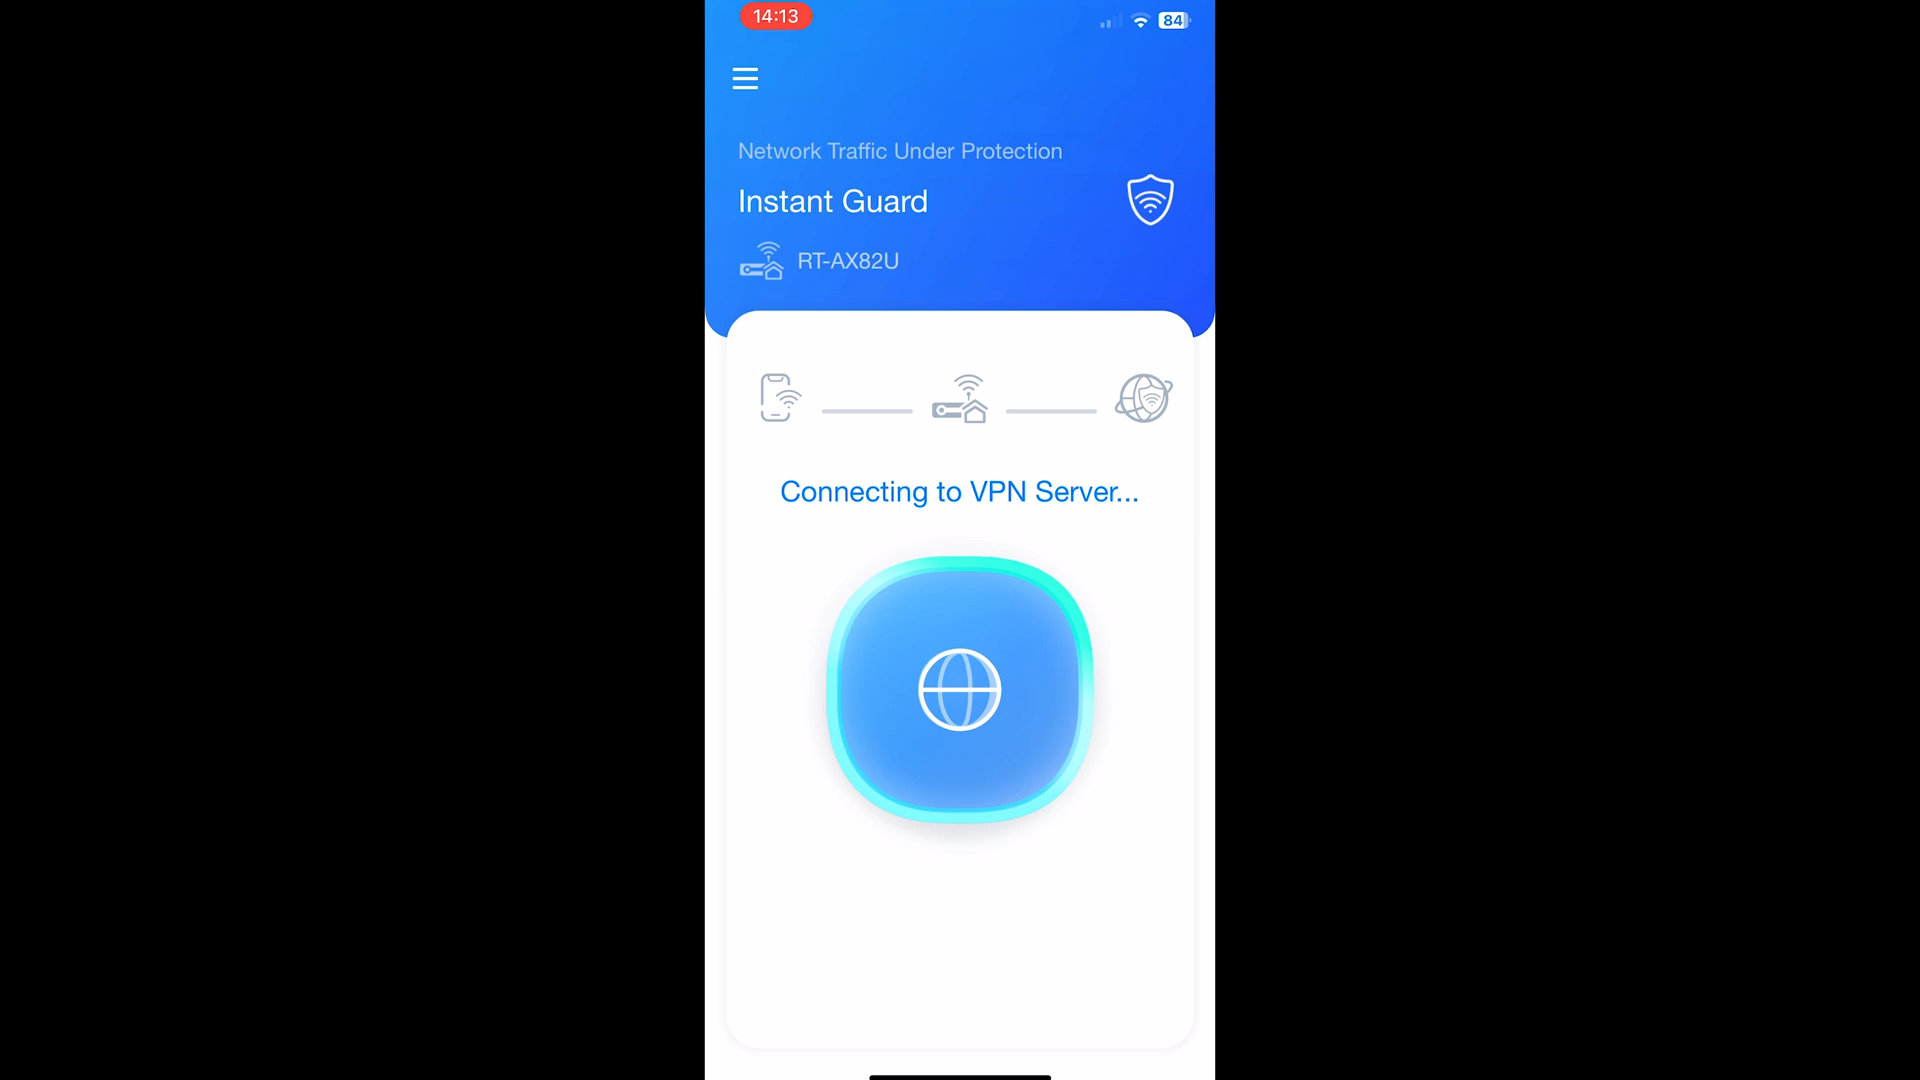 14:13
84
Network Traffic Under Protection
Instant Guard
RT-AX82U
Connecting to VPN Server...